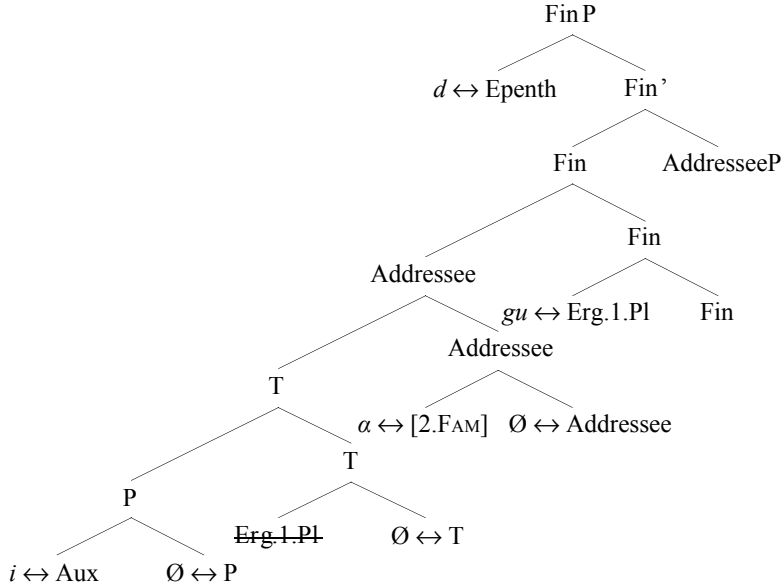 FinP
d ↔ Epenth Fin’
Fin AddresseeP
Fin
Addressee
gu ↔ Erg.1.Pl Fin
Addressee
T
α ↔ [2.FAM] Ø ↔ Addressee
T
P
Erg.1.Pl Ø ↔ T
i ↔ Aux Ø ↔ P